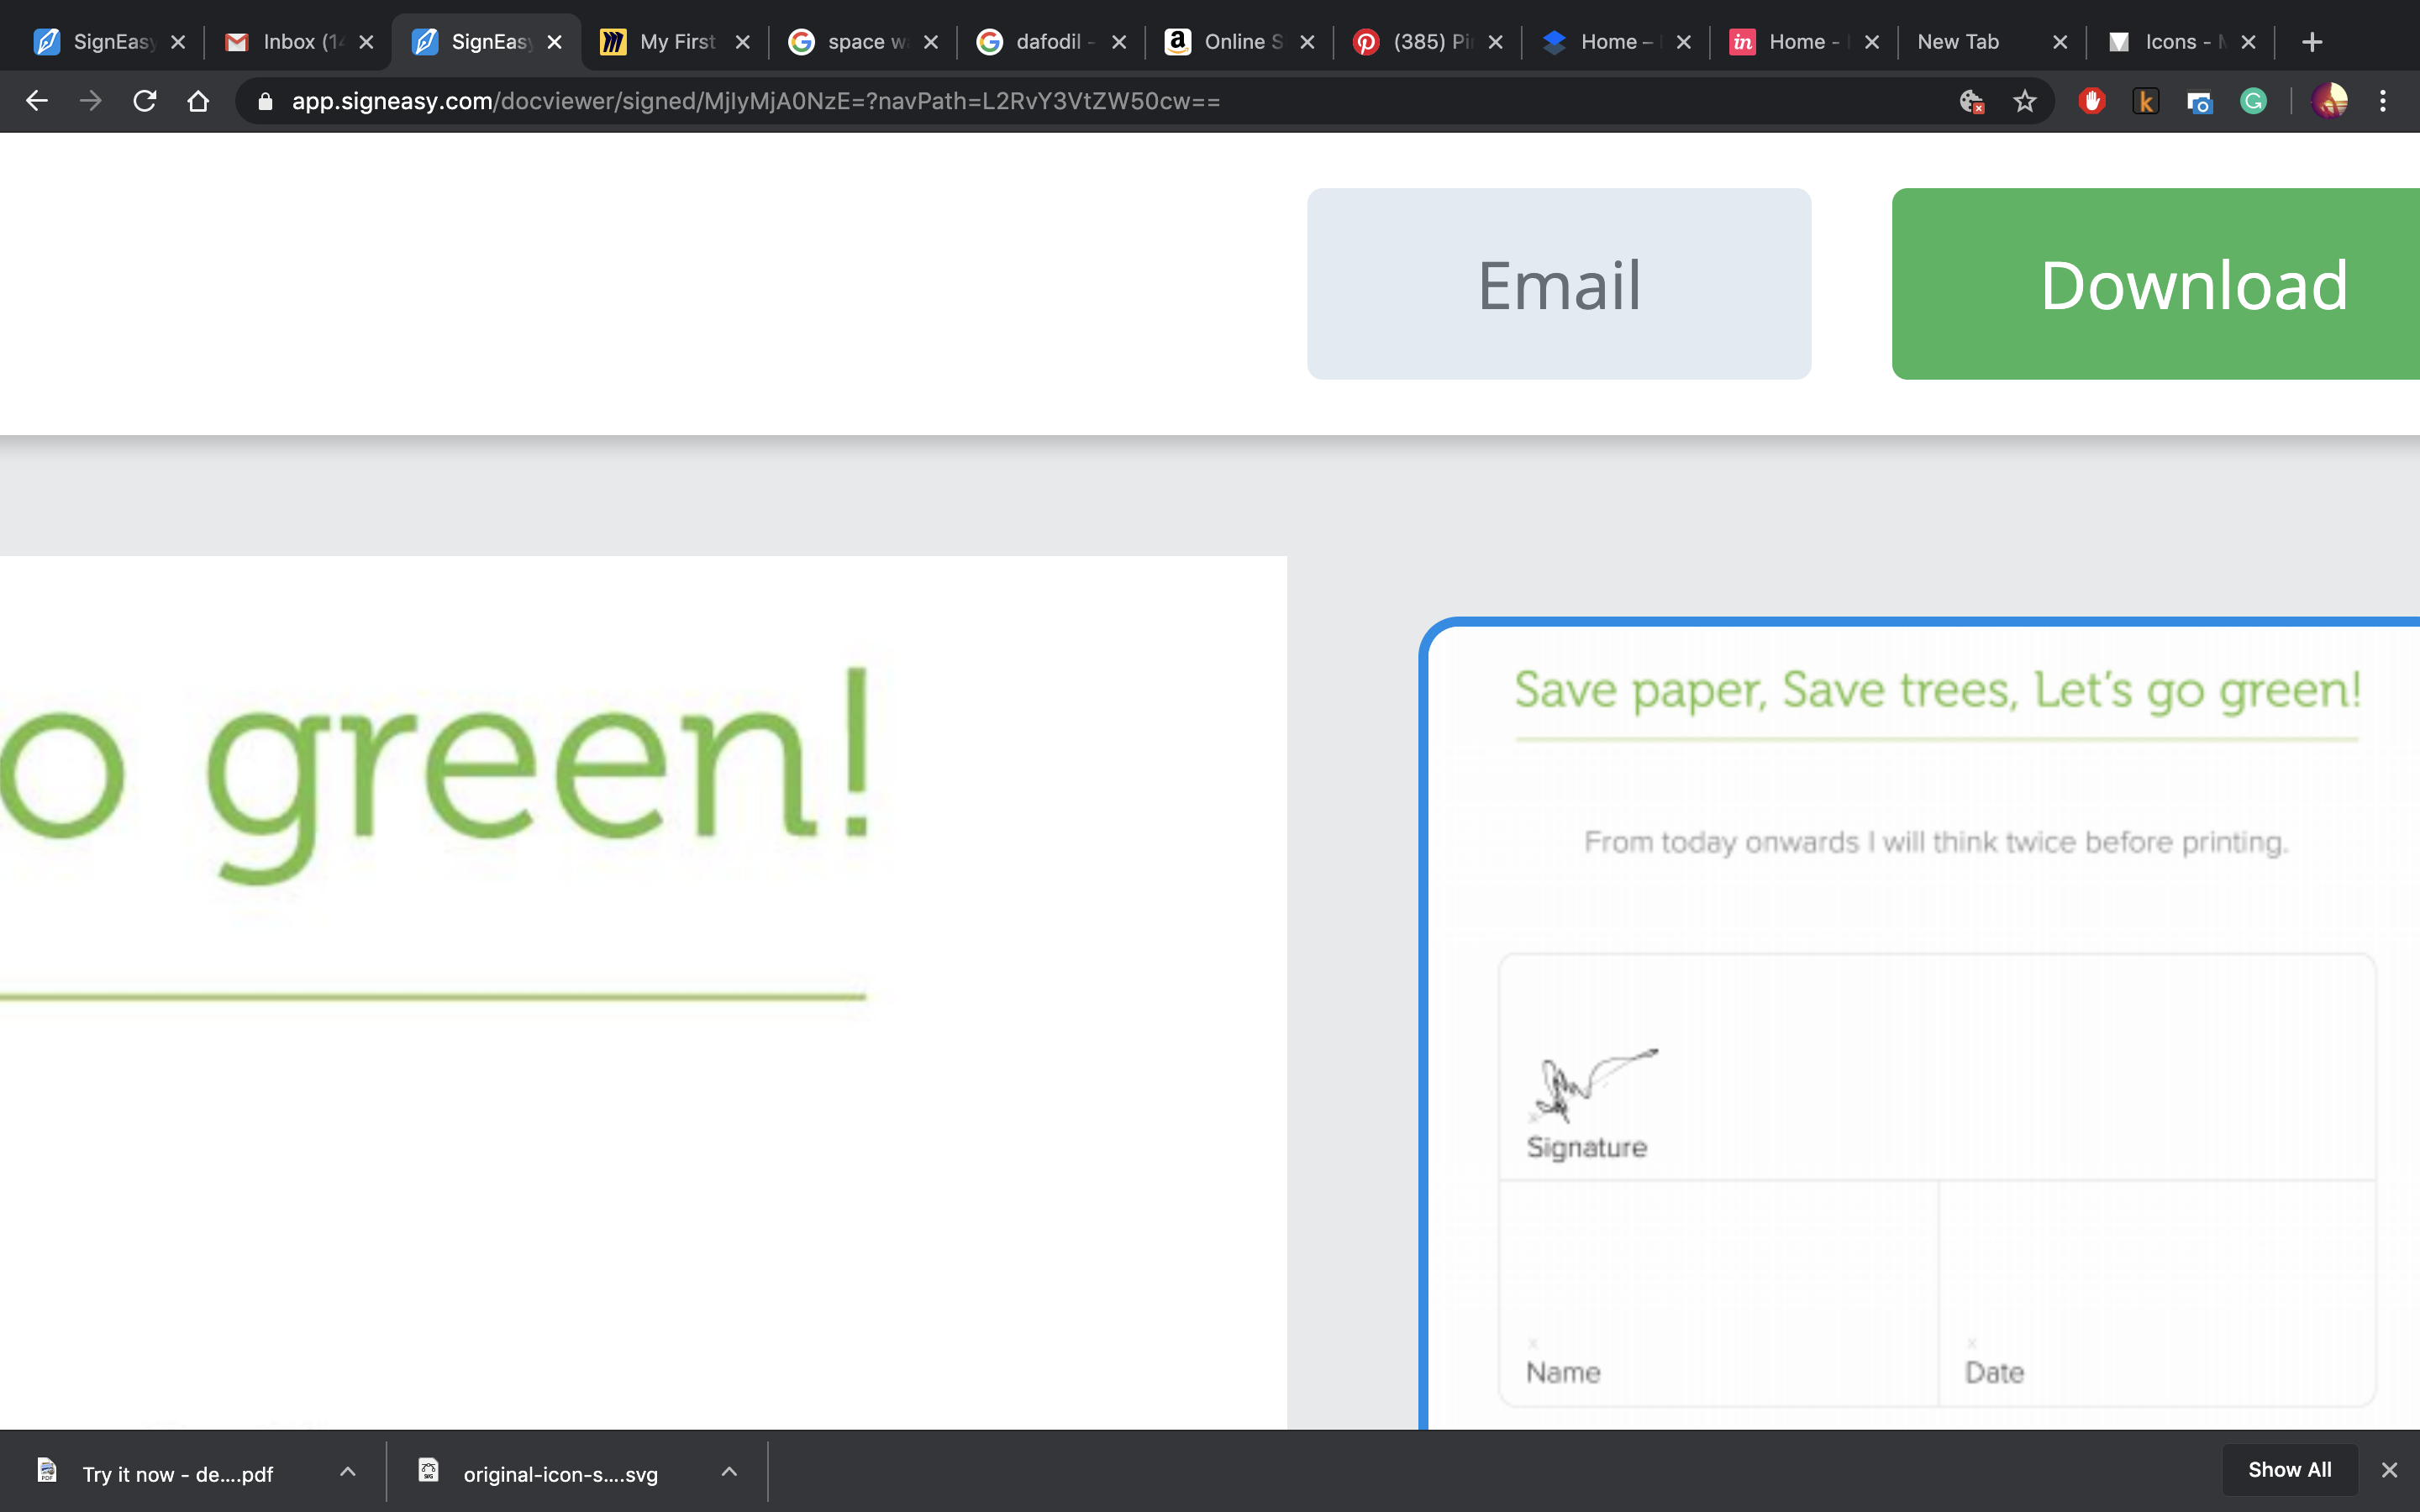 SignEasy
Inbox (14
SignEasy
My First
space w
dafodil -
Online S
(385) Pi
Home –
Home -
New Tab
Icons - M
app.signeasy.com/docviewer/signed/MjIyMjA0NzE=?navPath=L2RvY3VtZW50cw==
Email
Download
o green!
Save paper, Save trees, Let's go green!
From today onwards I will think twice before printing.
x
Signature
x
Name
x
Date
Try it now - de....pdf
original-icon-s....svg
Show All